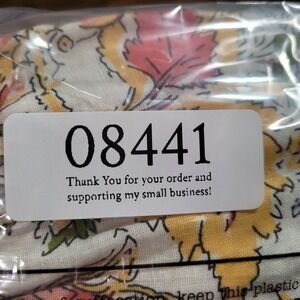 08441
Thank You for your order and
supporting my small business!
keep this plastic